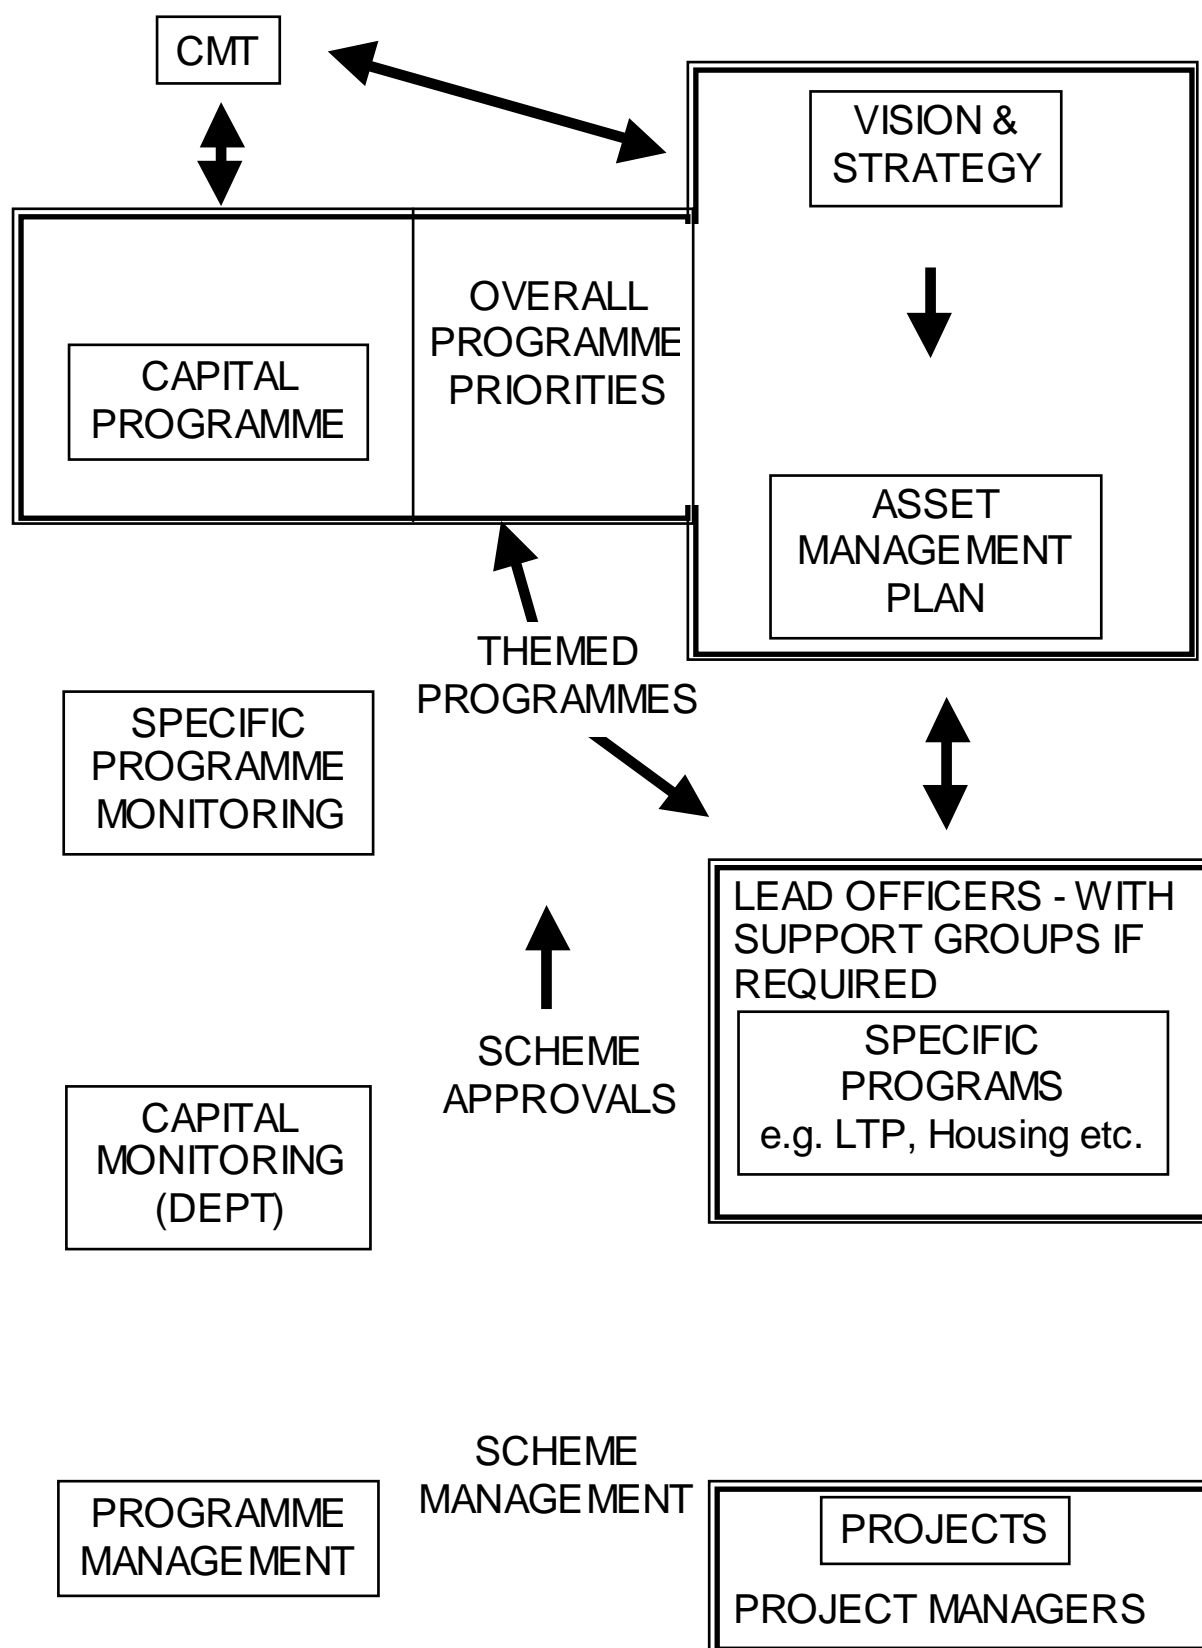 CMT
VISION &
STRATEGY
OVERALL
PROGRAMME
PRIORITIES
CAPITAL
PROGRAMME
ASSET
MANAGEMENT
PLAN
THEMED
PROGRAMMES
SPECIFIC
PROGRAMME
MONITORING
LEAD OFFICERS - WITH
SUPPORT GROUPS IF
REQUIRED
SPECIFIC
PROGRAMS
e.g. LTP, Housing etc.
SCHEME
APPROVALS
CAPITAL
MONITORING
(DEPT)
SCHEME
MANAGEMENT
PROGRAMME
MANAGEMENT
PROJECTS
PROJECT MANAGERS